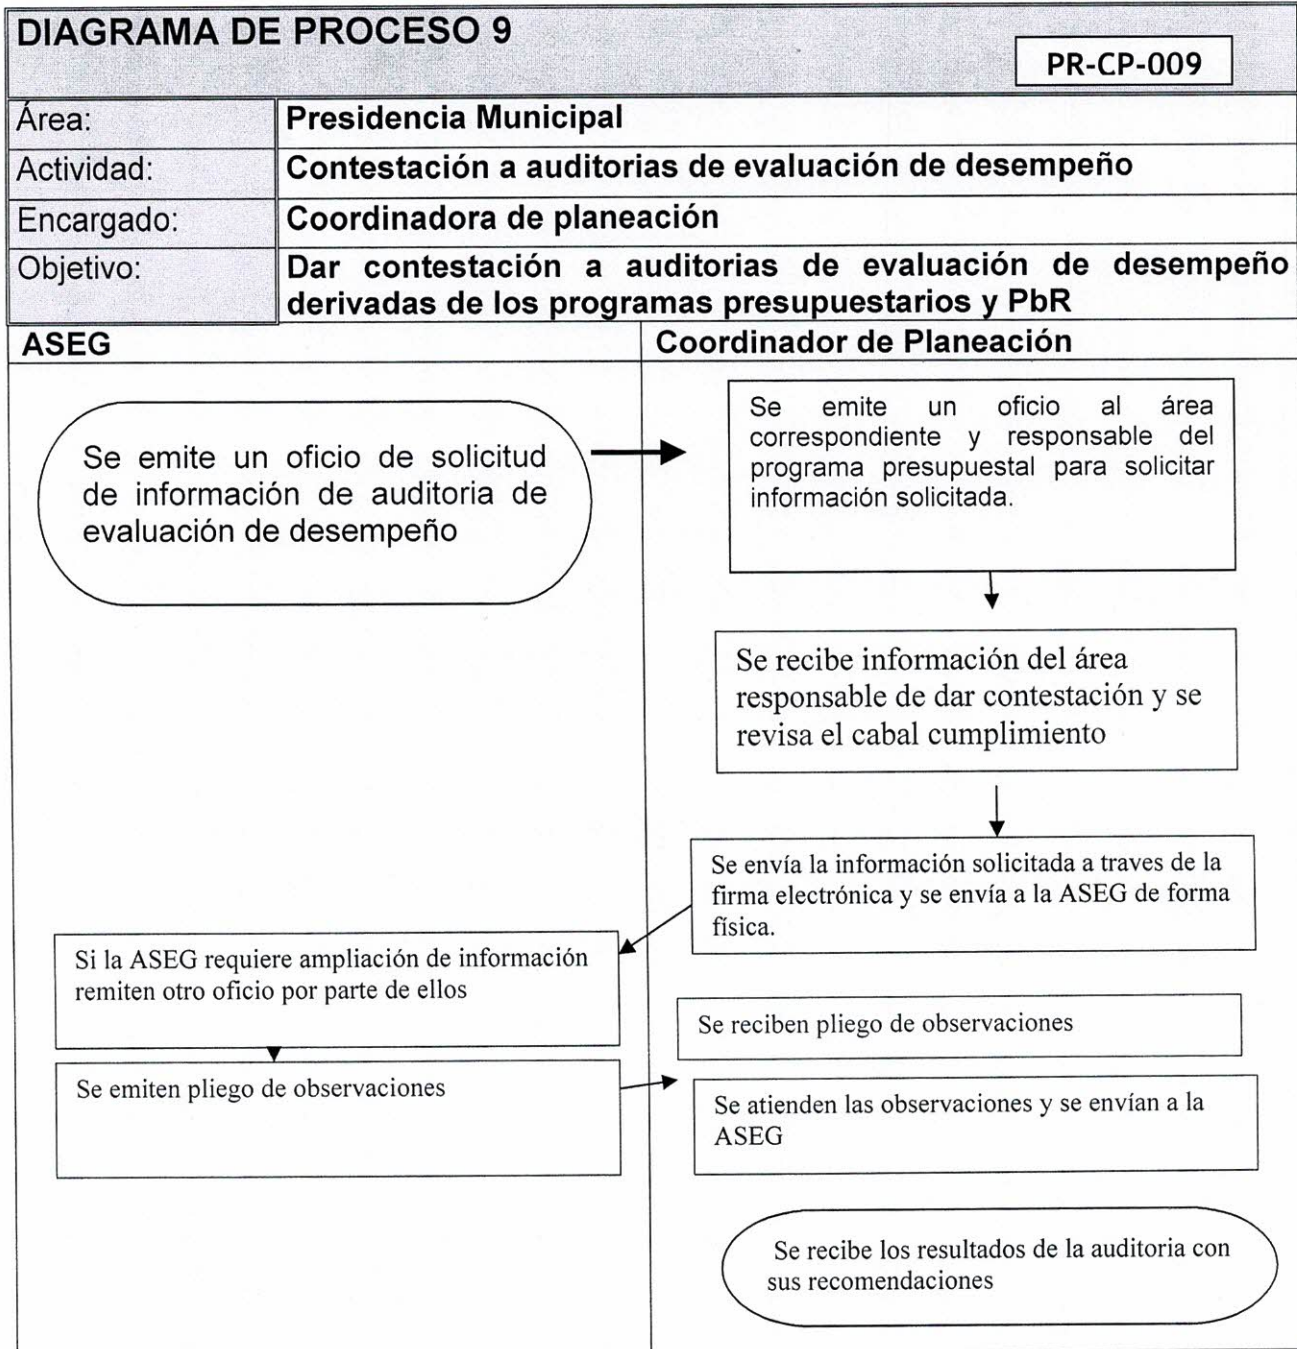 DIAGRAMA DE PROCESO 9
PR-CP-009
Área:
Presidencia Municipal
Actividad:
Contestación a auditorias de evaluación de desempeño
Encargado:
Coordinadora de planeación
Objetivo:
Dar contestación a auditorias de evaluación de desempeño
derivadas de los programas presupuestarios y PbR
ASEG
Coordinador de Planeación
Se emite un oficio de solicitud
de información de auditoria de
evaluación de desempeño
Se emite un oficio al área
correspondiente y responsable del
programa presupuestal para solicitar
información solicitada.
Se recibe información del área
responsable de dar contestación y se
revisa el cabal cumplimiento
Se envía la información solicitada a traves de la
firma electrónica y se envía a la ASEG de forma
física.
Si la ASEG requiere ampliación de información
remiten otro oficio por parte de ellos
Se emiten pliego de observaciones
Se reciben pliego de observaciones
Se atienden las observaciones y se envían a la
ASEG
Se recibe los resultados de la auditoria con
sus recomendaciones